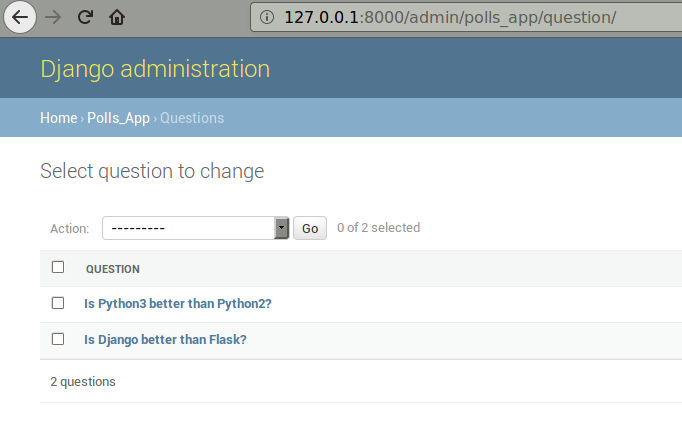 127.0.0.1:8000/admin/polls_app/question/
Django administration
Home › Polls_App › Questions
Select question to change
Action: --------- Go 0 of 2 selected
QUESTION
Is Python3 better than Python2?
Is Django better than Flask?
2 questions